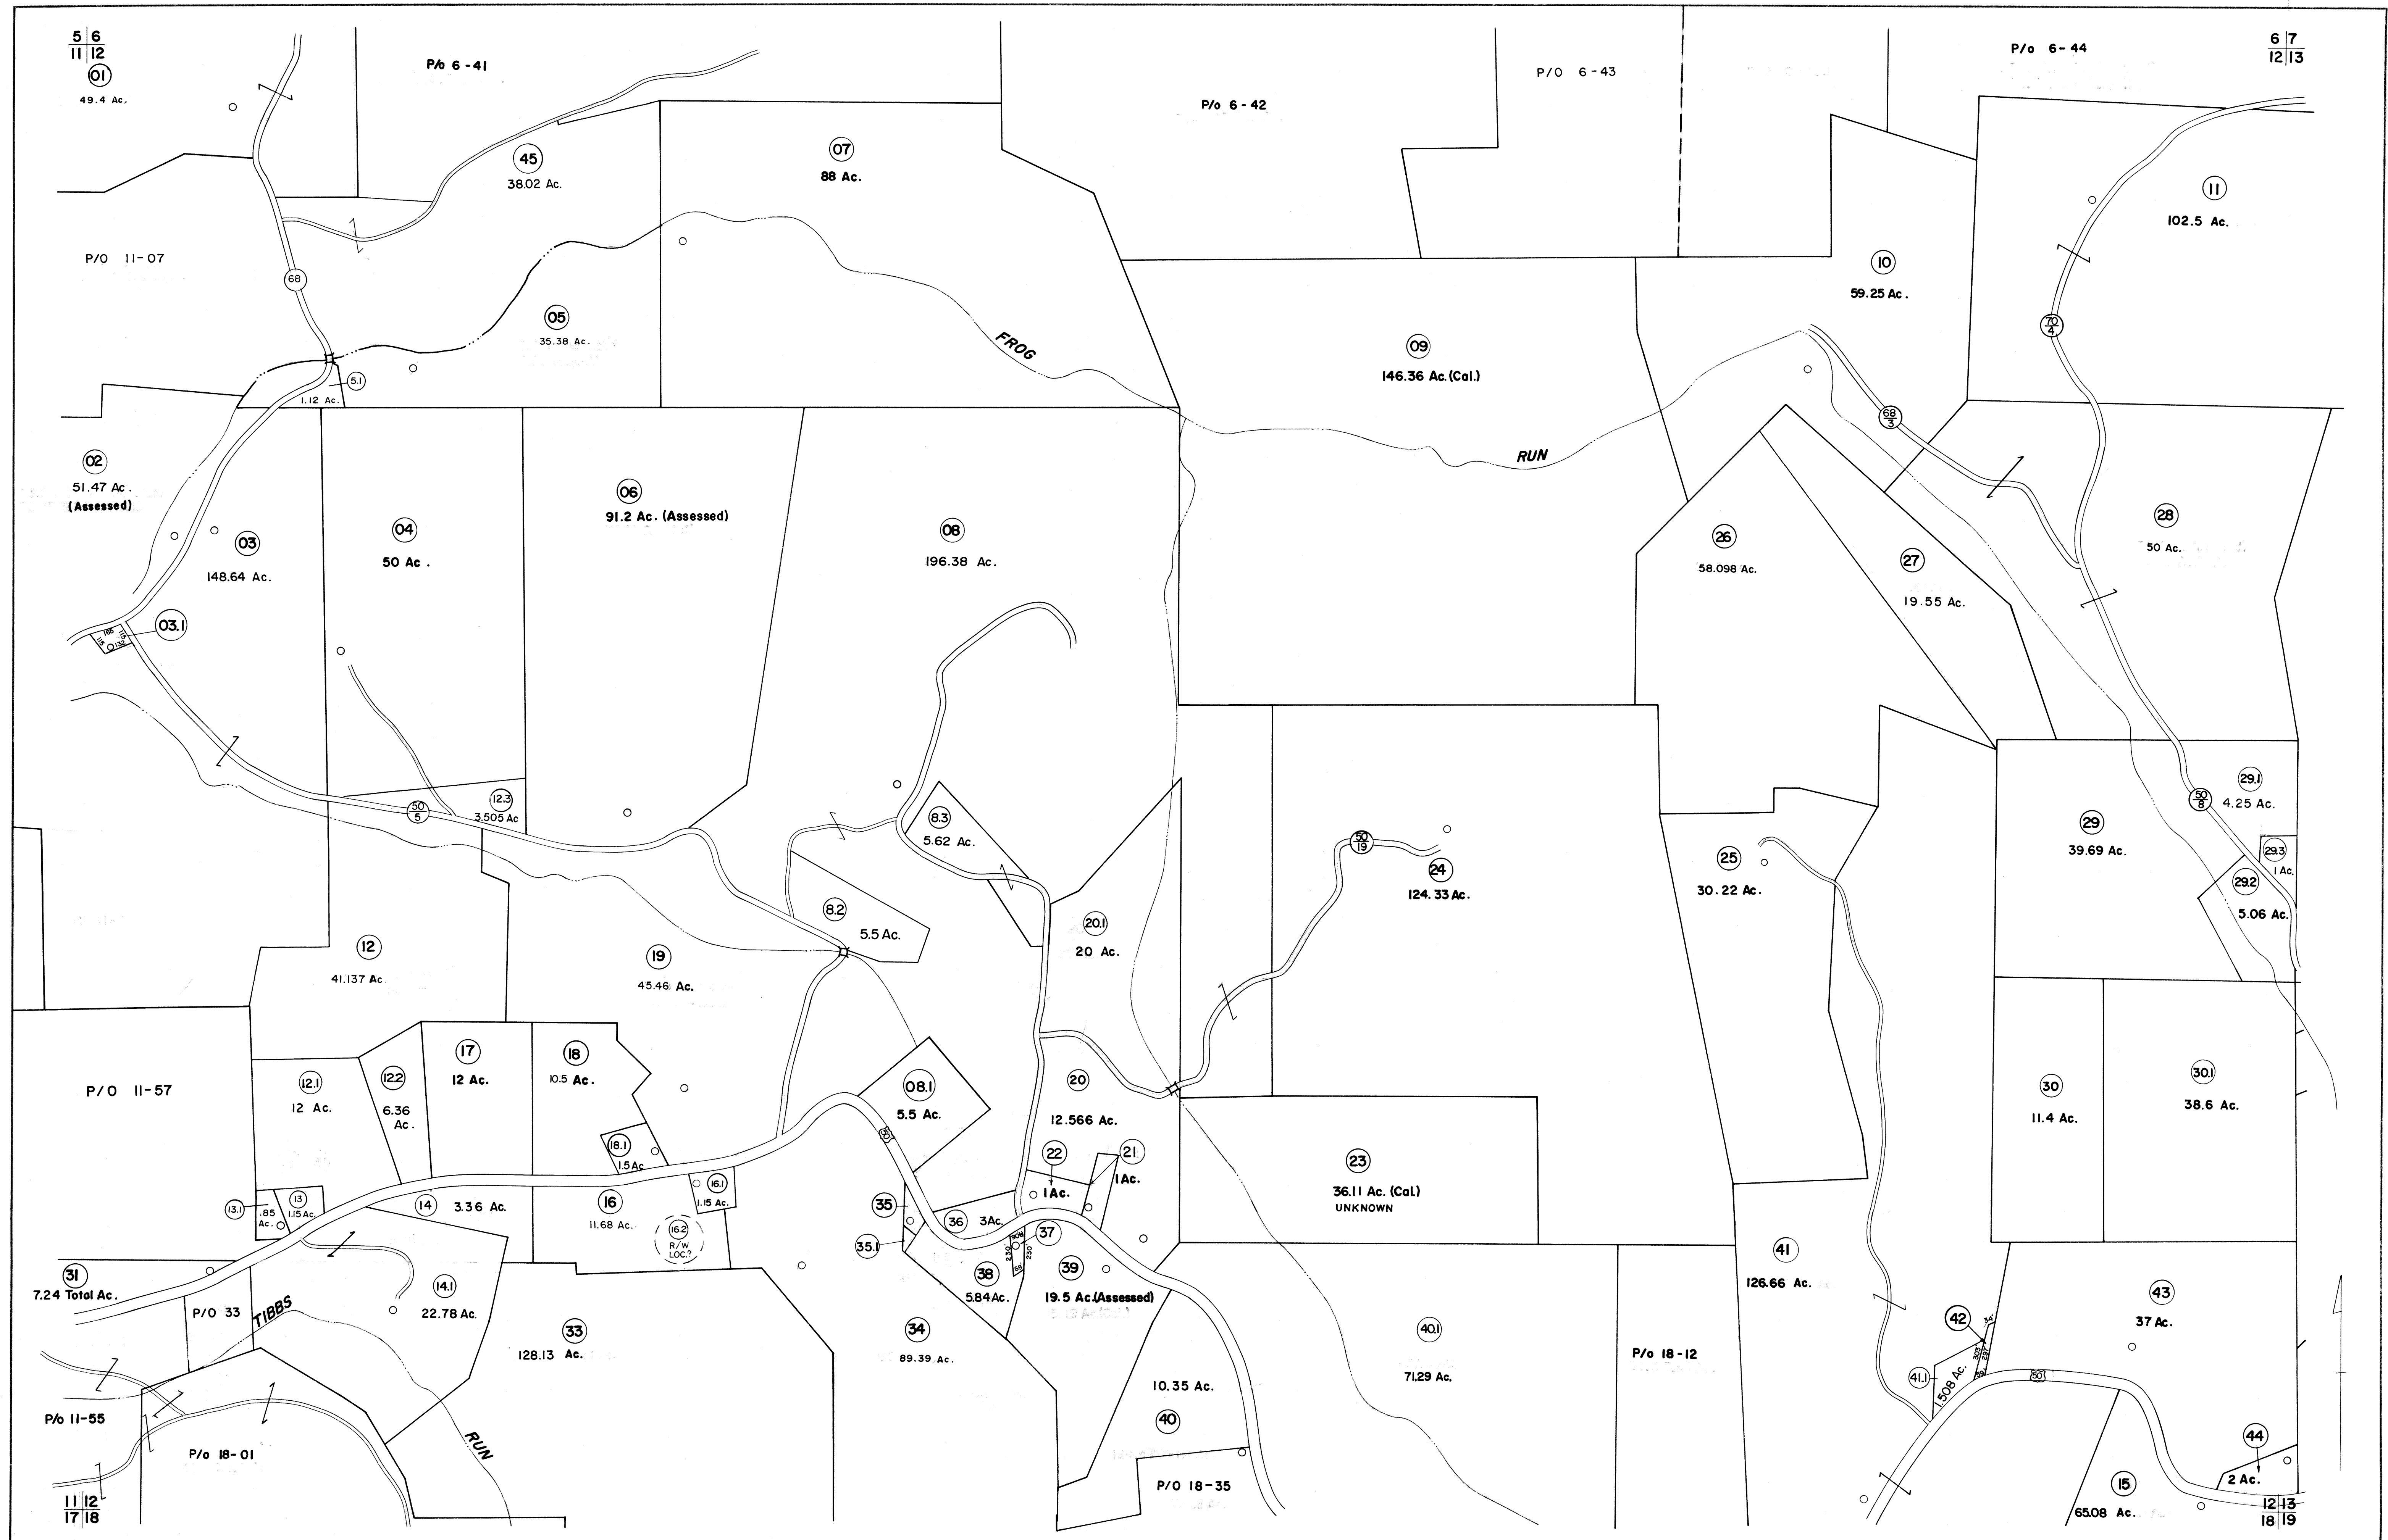 5 6
11 12
01
49.4 Ac.
P/o 6-41
P/o 6-42
P/O 6-43
P/o 6-44
6 7
12 13
45
38.02 Ac.
07
88 Ac.
11
102.5 Ac.
P/O 11-07
68
10
59.25 Ac.
05
35.38 Ac.
FROG
09
146.36 Ac.(Cal.)
70
4
5.1
1.12 Ac.
68
3
RUN
02
51.47 Ac.
(Assessed)
03
148.64 Ac.
04
50 Ac.
06
91.2 Ac. (Assessed)
08
196.38 Ac.
26
58.098 Ac.
27
19.55 Ac.
28
50 Ac.
03.1
165
115
115
132
12.3
3.505 Ac
50
5
8.3
5.62 Ac.
50
19
24
124.33 Ac.
25
30.22 Ac.
29
39.69 Ac.
29.1
4.25 Ac.
50
8
29.3
1 Ac.
29.2
5.06 Ac.
8.2
5.5 Ac.
20.1
20 Ac.
12
41.137 Ac
19
45.46 Ac.
P/O 11-57
12.1
12 Ac.
12.2
6.36
Ac.
17
12 Ac.
18
10.5 Ac.
08.1
5.5 Ac.
50
20
12.566 Ac.
30
11.4 Ac.
30.1
38.6 Ac.
18.1
1.5 Ac
22
1 Ac.
21
1 Ac.
23
36.11 Ac. (Cal.)
UNKNOWN
13.1
.85
Ac.
13
1.15 Ac.
14
3.36 Ac.
16
11.68 Ac.
16.1
1.15 Ac.
16.2
R/W
LOC.?
35
35.1
36
3 Ac.
37
230'
230'
38
5.84 Ac.
39
19.5 Ac.(Assessed)
41
126.66 Ac.
31
7.24 Total Ac.
P/O 33
TIBBS
14.1
22.78 Ac.
33
128.13 Ac.
34
89.39 Ac.
40.1
71.29 Ac.
P/o 18-12
42
34'
303'
297'
43
37 Ac.
41.1
1.508 Ac.
50
10.35 Ac.
40
P/o 11-55
P/o 18-01
RUN
P/O 18-35
44
2 Ac.
15
65.08 Ac.
11 12
17 18
12 13
18 19